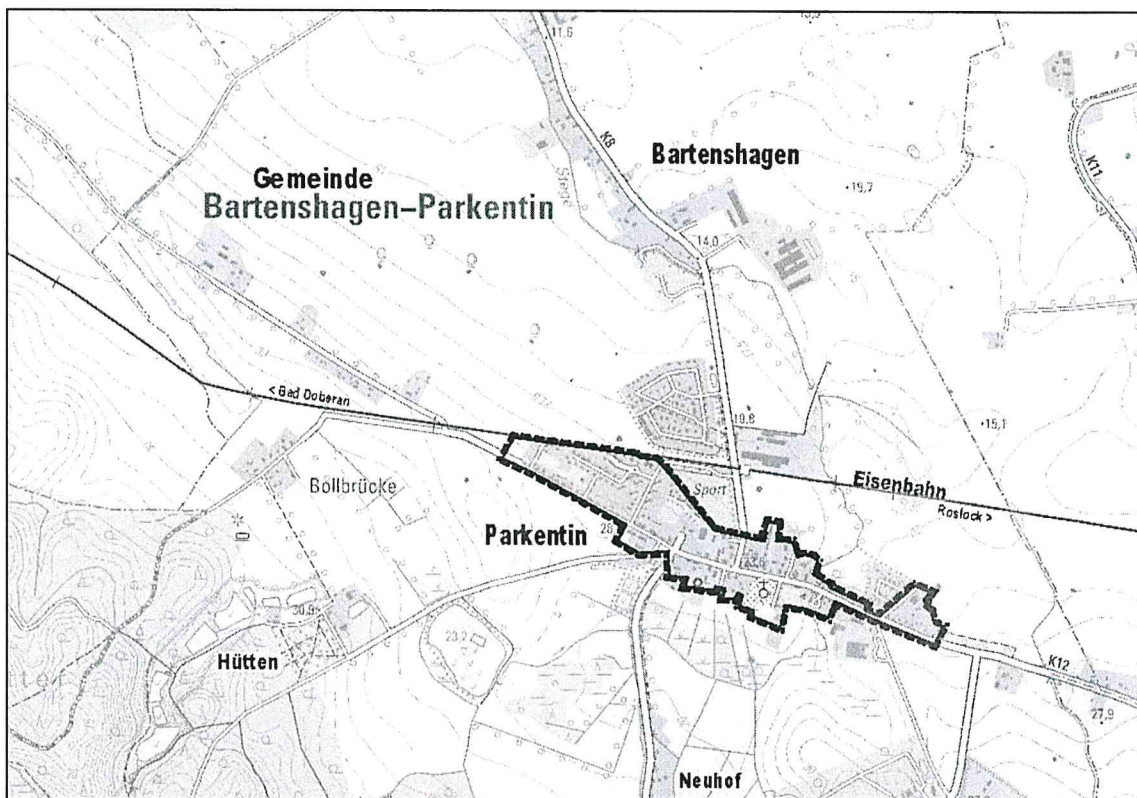 11.6
K8
Bartenshagen
Gemeinde
Bartenshagen-Parkentin
Steige
+19,7
K11
14,0
< Bad Doberan
19.8
+15,1
Bollbrücke
Sport
Eisenbahn
Rostock >
Parkentin
28
30,9
23,2
Hütten
K12
27,9
Neuhof